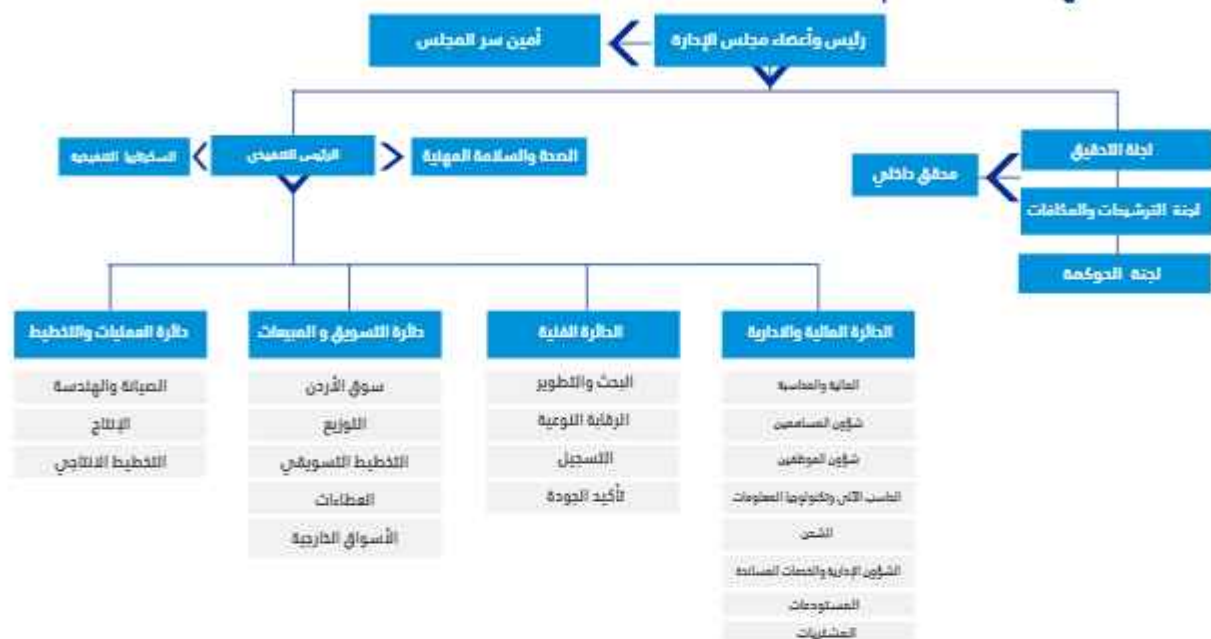 رئيس وأعضاء مجلس الإدارة
أمين سر المجلس
لجنة التدقيق
لجنة الترشيحات والمكافآت
لجنة الحوكمة
محقق داخلي
الصحة والسلامة المهنية
الرئيس التنفيذي
السكرتاريا التنفيذية
الدائرة المالية والادارية
المالية والمحاسبة
شؤون المساهمين
شؤون الموظفين
الحاسب الآلي وتكنولوجيا المعلومات
الشحن
الشؤون الإدارية والخدمات المساندة
المستودعات
المشتريات
الدائرة الفنية
البحث والتطوير
الرقابة النوعية
التسجيل
تأكيد الجودة
دائرة التسويق و المبيعات
سوق الأردن
التوزيع
التخطيط التسويقي
العطاءات
الأسواق الخارجية
دائرة العمليات والتخطيط
الصيانة والهندسة
الإنتاج
التخطيط الانتاجي